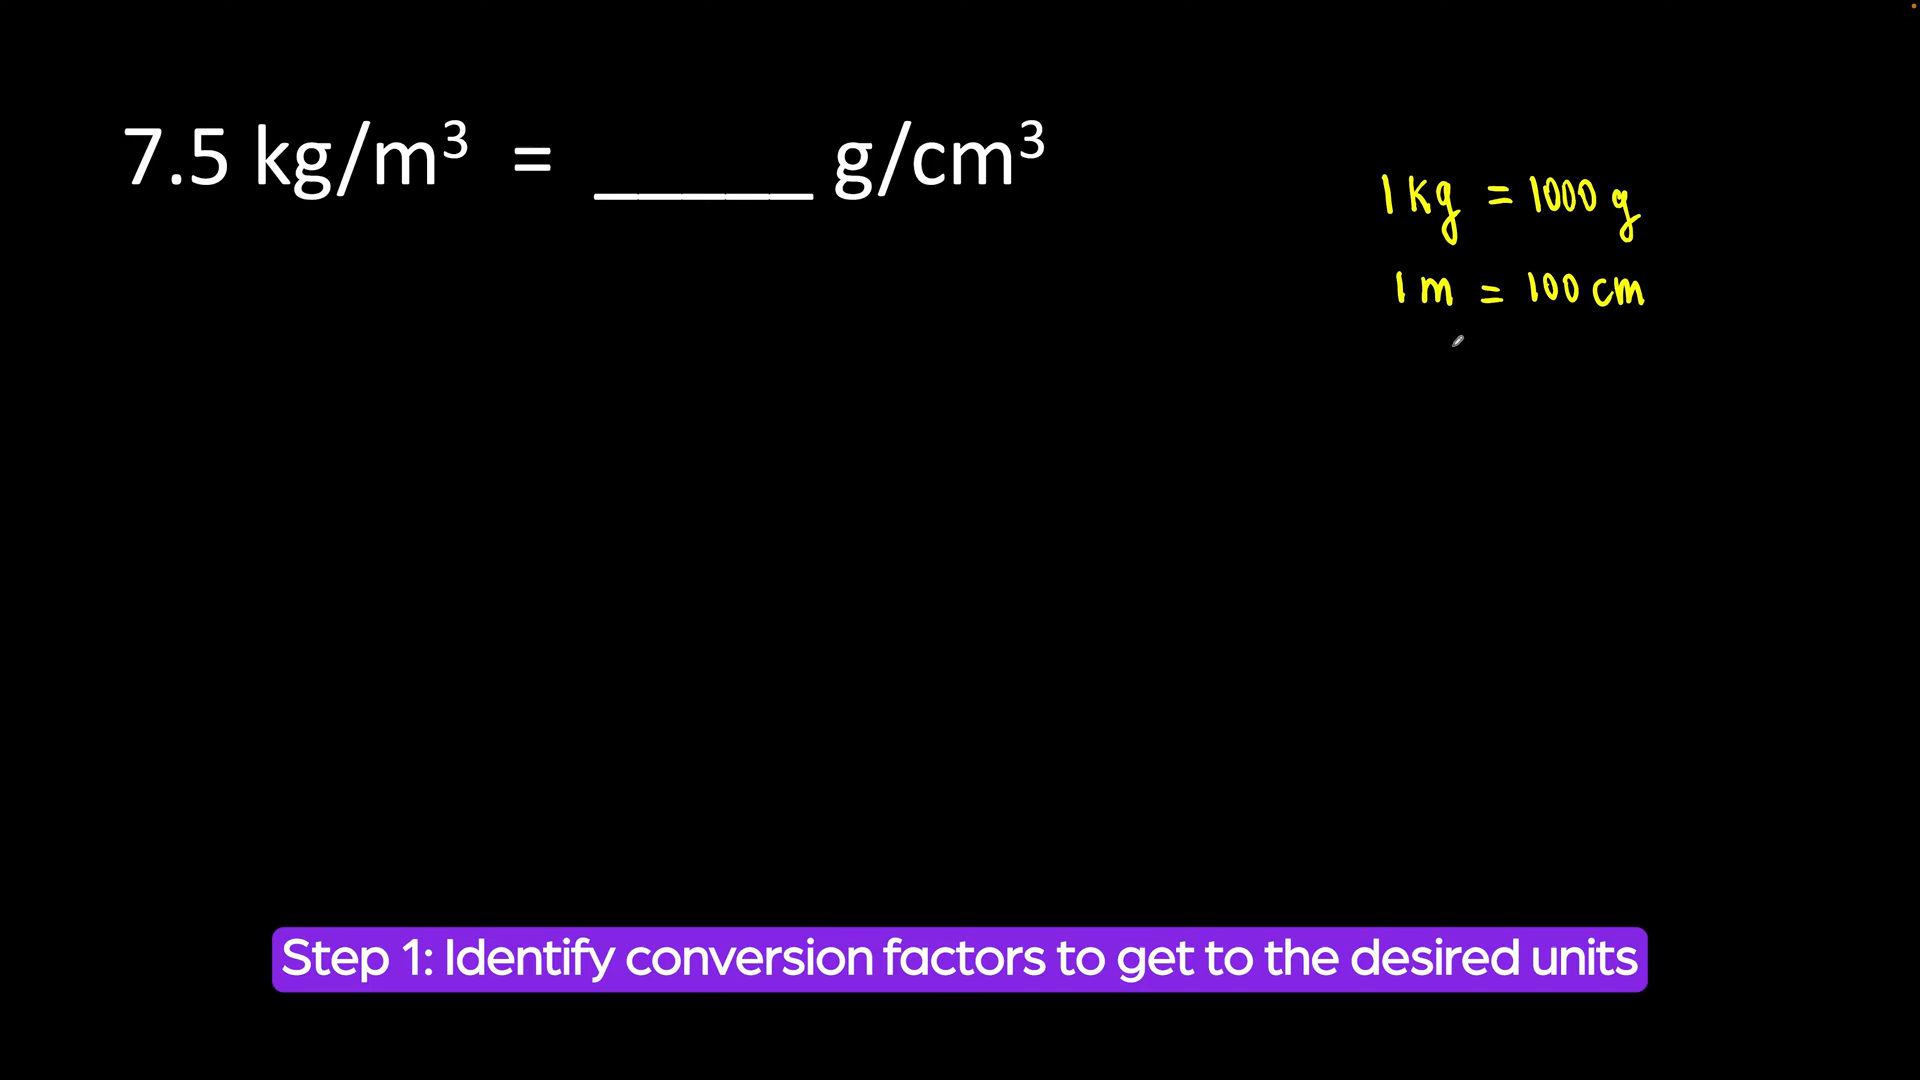 7.5 kg/m³ = _____ g/cm³
1 kg = 1000 g
1 m = 100 cm
Step 1: Identify conversion factors to get to the desired units